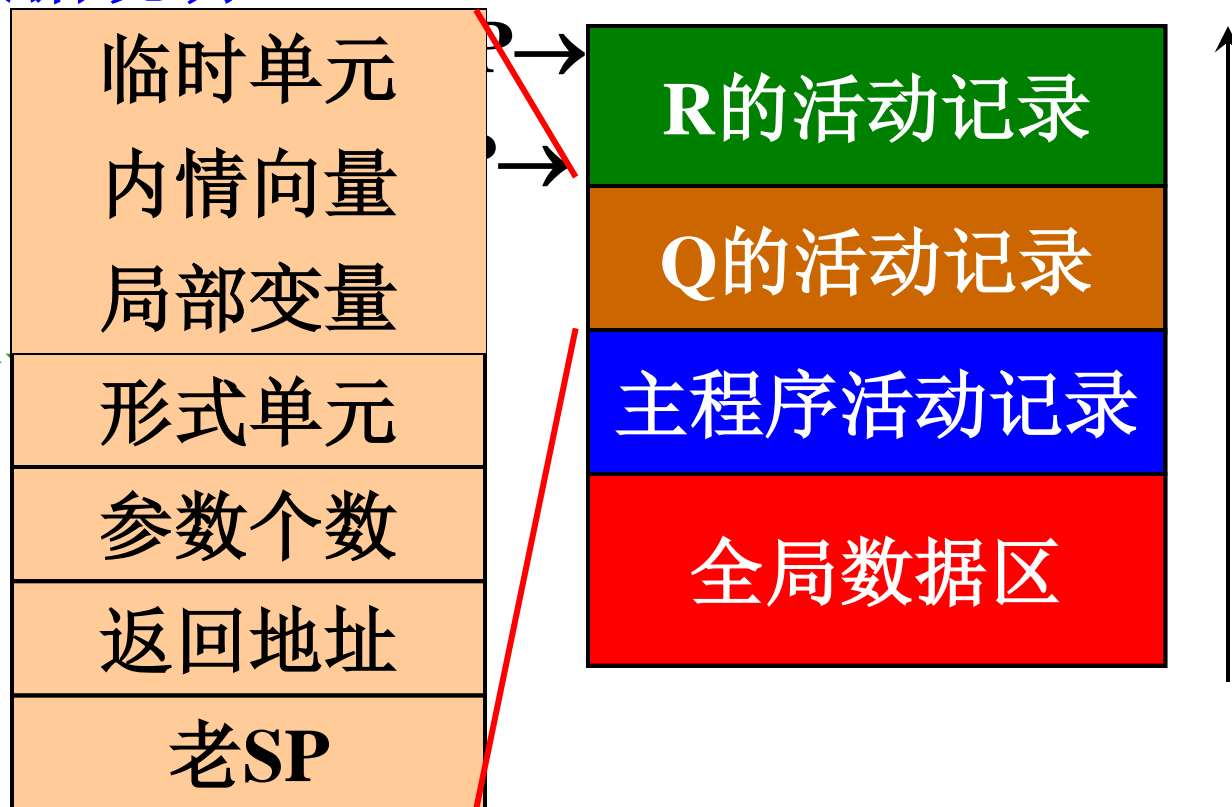 临时单元
内情向量
局部变量
形式单元
参数个数
返回地址
老SP
P→
→
R的活动记录
Q的活动记录
主程序活动记录
全局数据区